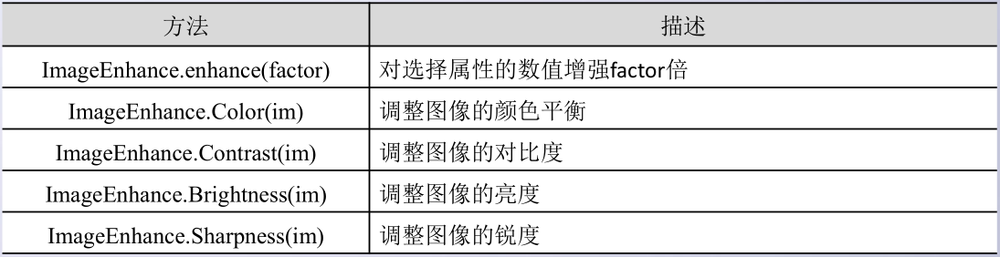 方法 描述
ImageEnhance.enhance(factor) 对选择属性的数值增强factor倍
ImageEnhance.Color(im) 调整图像的颜色平衡
ImageEnhance.Contrast(im) 调整图像的对比度
ImageEnhance.Brightness(im) 调整图像的亮度
ImageEnhance.Sharpness(im) 调整图像的锐度